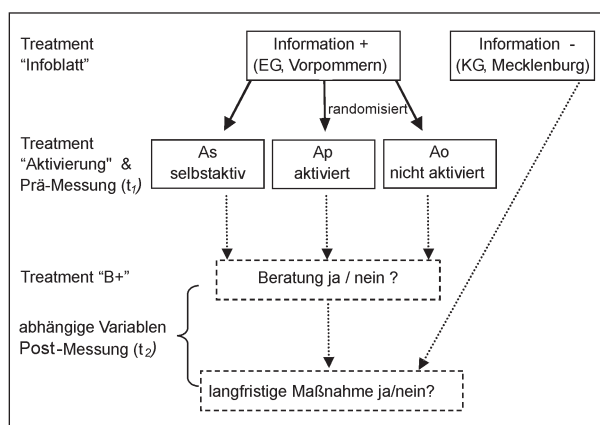 Treatment
"Infoblatt"
Information +
(EG, Vorpommern)
Information -
(KG, Mecklenburg)
randomisiert
Treatment
"Aktivierung" &
Prä-Messung (t1)
As
selbstaktiv
Ap
aktiviert
Ao
nicht aktiviert
Treatment "B+"
Beratung ja / nein ?
abhängige Variablen
Post-Messung (t2)
langfristige Maßnahme ja/nein?